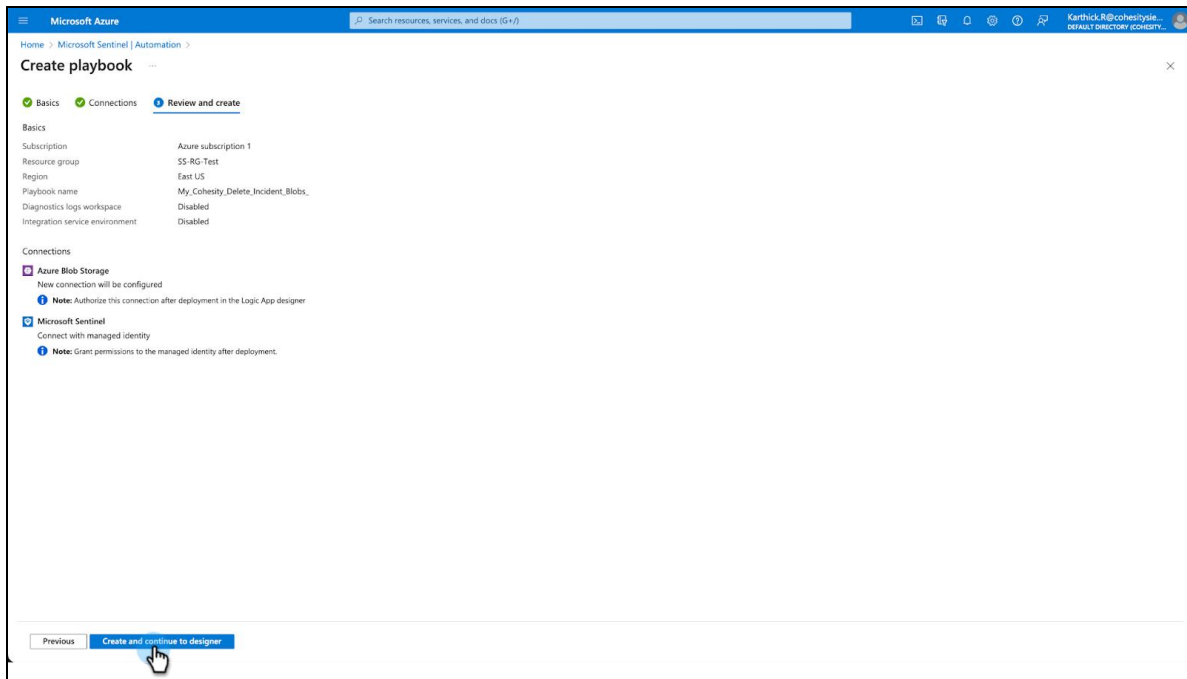 Microsoft Azure
Search resources, services, and docs (G+/)
Karthick.R@cohesitysie...
DEFAULT DIRECTORY (COHESITY...
Home > Microsoft Sentinel | Automation >
Create playbook ...
Basics Connections 3 Review and create
Basics
Subscription Azure subscription 1
Resource group SS-RG-Test
Region East US
Playbook name My_Cohesity_Delete_Incident_Blobs_
Diagnostics logs workspace Disabled
Integration service environment Disabled
Connections
Azure Blob Storage
New connection will be configured
Note: Authorize this connection after deployment in the Logic App designer
Microsoft Sentinel
Connect with managed identity
Note: Grant permissions to the managed identity after deployment.
Previous Create and continue to designer